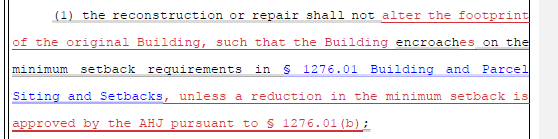 (1) the reconstruction or repair shall not alter the footprint
of the original Building, such that the Building encroaches on the
minimum setback requirements in § 1276.01 Building and Parcel
Siting and Setbacks, unless a reduction in the minimum setback is
approved by the AHJ pursuant to § 1276.01(b);